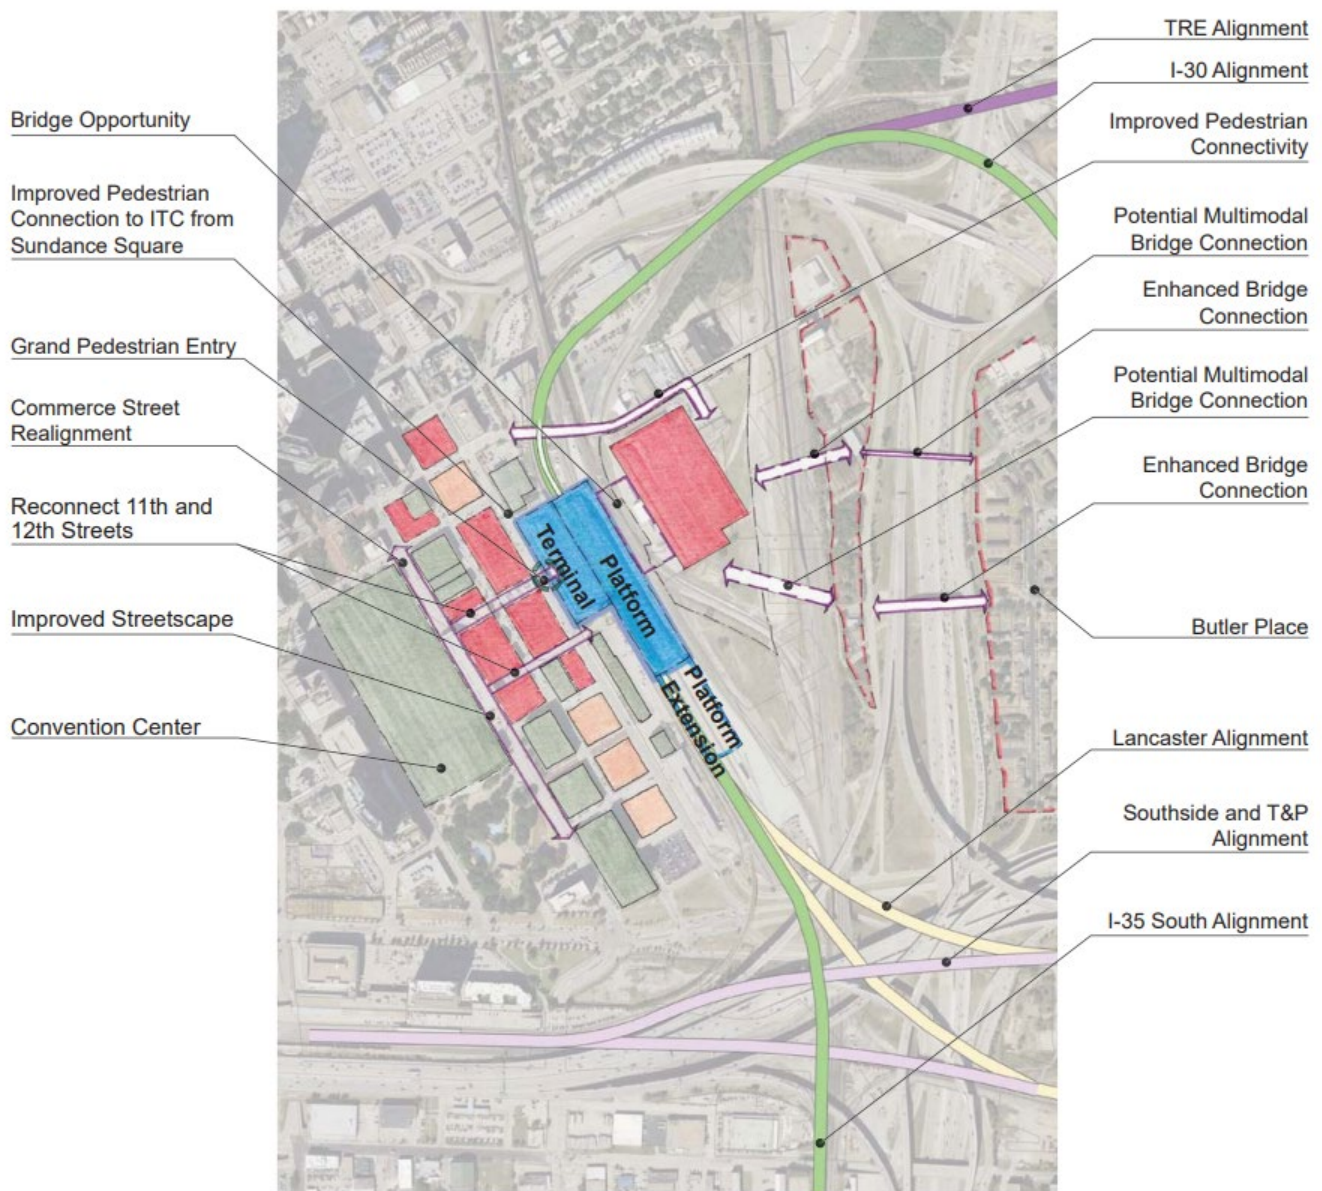 Bridge Opportunity
Improved Pedestrian
Connection to ITC from
Sundance Square
Grand Pedestrian Entry
Commerce Street
Realignment
Reconnect 11th and
12th Streets
Improved Streetscape
Convention Center
Terminal
Platform
Platform
Extension
TRE Alignment
I-30 Alignment
Improved Pedestrian
Connectivity
Potential Multimodal
Bridge Connection
Enhanced Bridge
Connection
Potential Multimodal
Bridge Connection
Enhanced Bridge
Connection
Butler Place
Lancaster Alignment
Southside and T&P
Alignment
I-35 South Alignment